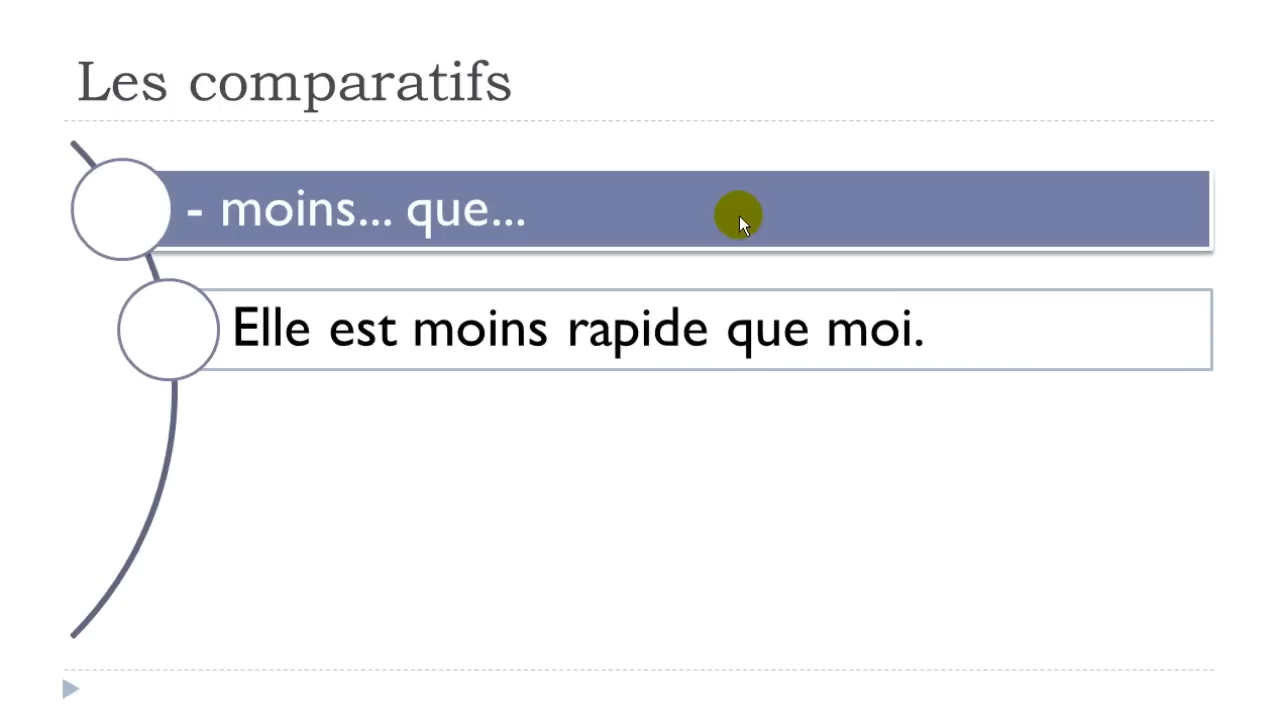 Les comparatifs
- moins... que...
Elle est moins rapide que moi.